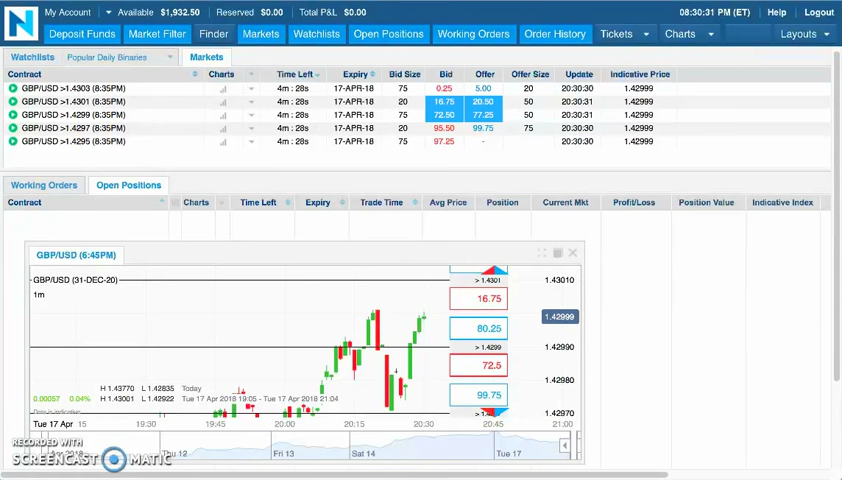 My Account Available $1,932.50 Reserved $0.00 Total P&L $0.00 08:30:31 PM (ET) Help Logout
Deposit Funds Market Filter Finder Markets Watchlists Open Positions Working Orders Order History Tickets Charts Layouts
Watchlists Popular Daily Binaries Markets
Contract Charts Time Left Expiry Bid Size Bid Offer Offer Size Update Indicative Price
GBP/USD >1.4303 (8:35PM) 4m : 28s 17-APR-18 75 0.25 5.00 20 20:30:30 1.42999
GBP/USD >1.4301 (8:35PM) 4m : 28s 17-APR-18 50 16.75 20.50 50 20:30:31 1.42999
GBP/USD >1.4299 (8:35PM) 4m : 28s 17-APR-18 50 72.50 77.25 50 20:30:31 1.42999
GBP/USD >1.4297 (8:35PM) 4m : 28s 17-APR-18 20 95.50 99.75 75 20:30:30 1.42999
GBP/USD >1.4295 (8:35PM) 4m : 28s 17-APR-18 75 97.25 - 20:30:30 1.42999
Working Orders Open Positions
Contract Charts Time Left Expiry Trade Time Avg Price Position Current Mkt Profit/Loss Position Value Indicative Index
GBP/USD (6:45PM)
GBP/USD (31-DEC-20) > 1.4301 1.43010
1m 16.75
80.25 1.42999
> 1.4299 1.42990
72.5 1.42980
H 1.43770 L 1.42835 Today
0.00057 0.04% H 1.43001 L 1.42922 Tue 17 Apr 2018 19:05 - Tue 17 Apr 2018 21:04 99.75
Data is indicative 1.42970
Tue 17 Apr 15 19:30 19:45 20:00 20:15 20:30 20:45 21:00
RECORDED WITH
SCREENCAST MATIC
Apr 2018 Thu 12 Fri 13 Sat 14 Tue 17